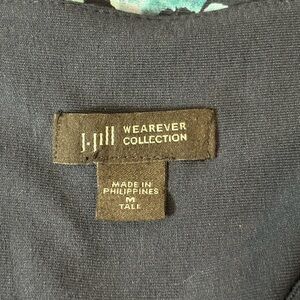 J.Jill WEAREVER
COLLECTION
MADE IN
PHILIPPINES
M
TALL